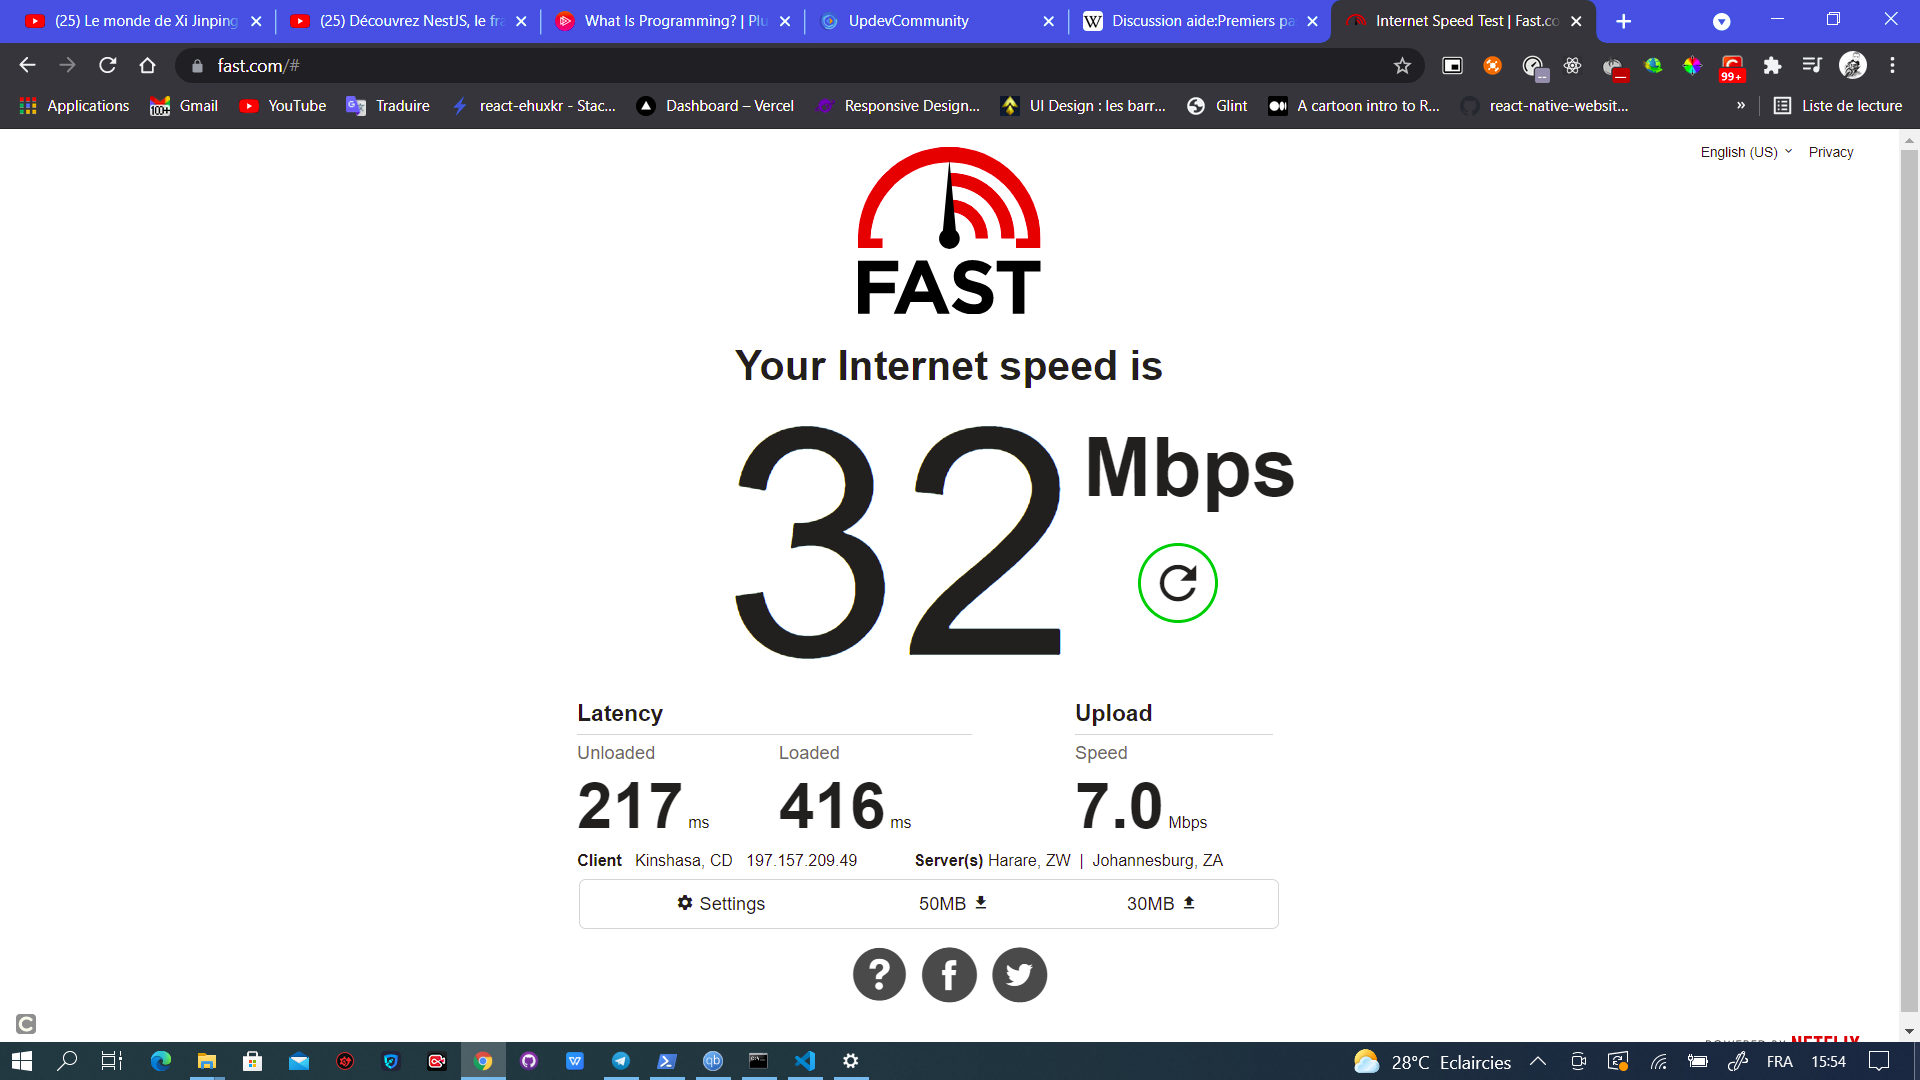 (25) Le monde de Xi Jinping
(25) Découvrez NestJS, le fra
What Is Programming? | Plu
UpdevCommunity
Discussion aide:Premiers pa
Internet Speed Test | Fast.co
fast.com/#
99+
Applications
100+
Gmail
YouTube
Traduire
react-ehuxkr - Stac...
Dashboard – Vercel
Responsive Design...
UI Design : les barr...
Glint
A cartoon intro to R...
react-native-websit...
»
Liste de lecture
English (US)
Privacy
FAST
Your Internet speed is
32 Mbps
Latency
Upload
Unloaded
Loaded
Speed
217 ms
416 ms
7.0 Mbps
Client Kinshasa, CD 197.157.209.49
Server(s) Harare, ZW | Johannesburg, ZA
Settings
50MB
30MB
POWERED BY NETFLIX
28°C Eclaircies
FRA
15:54